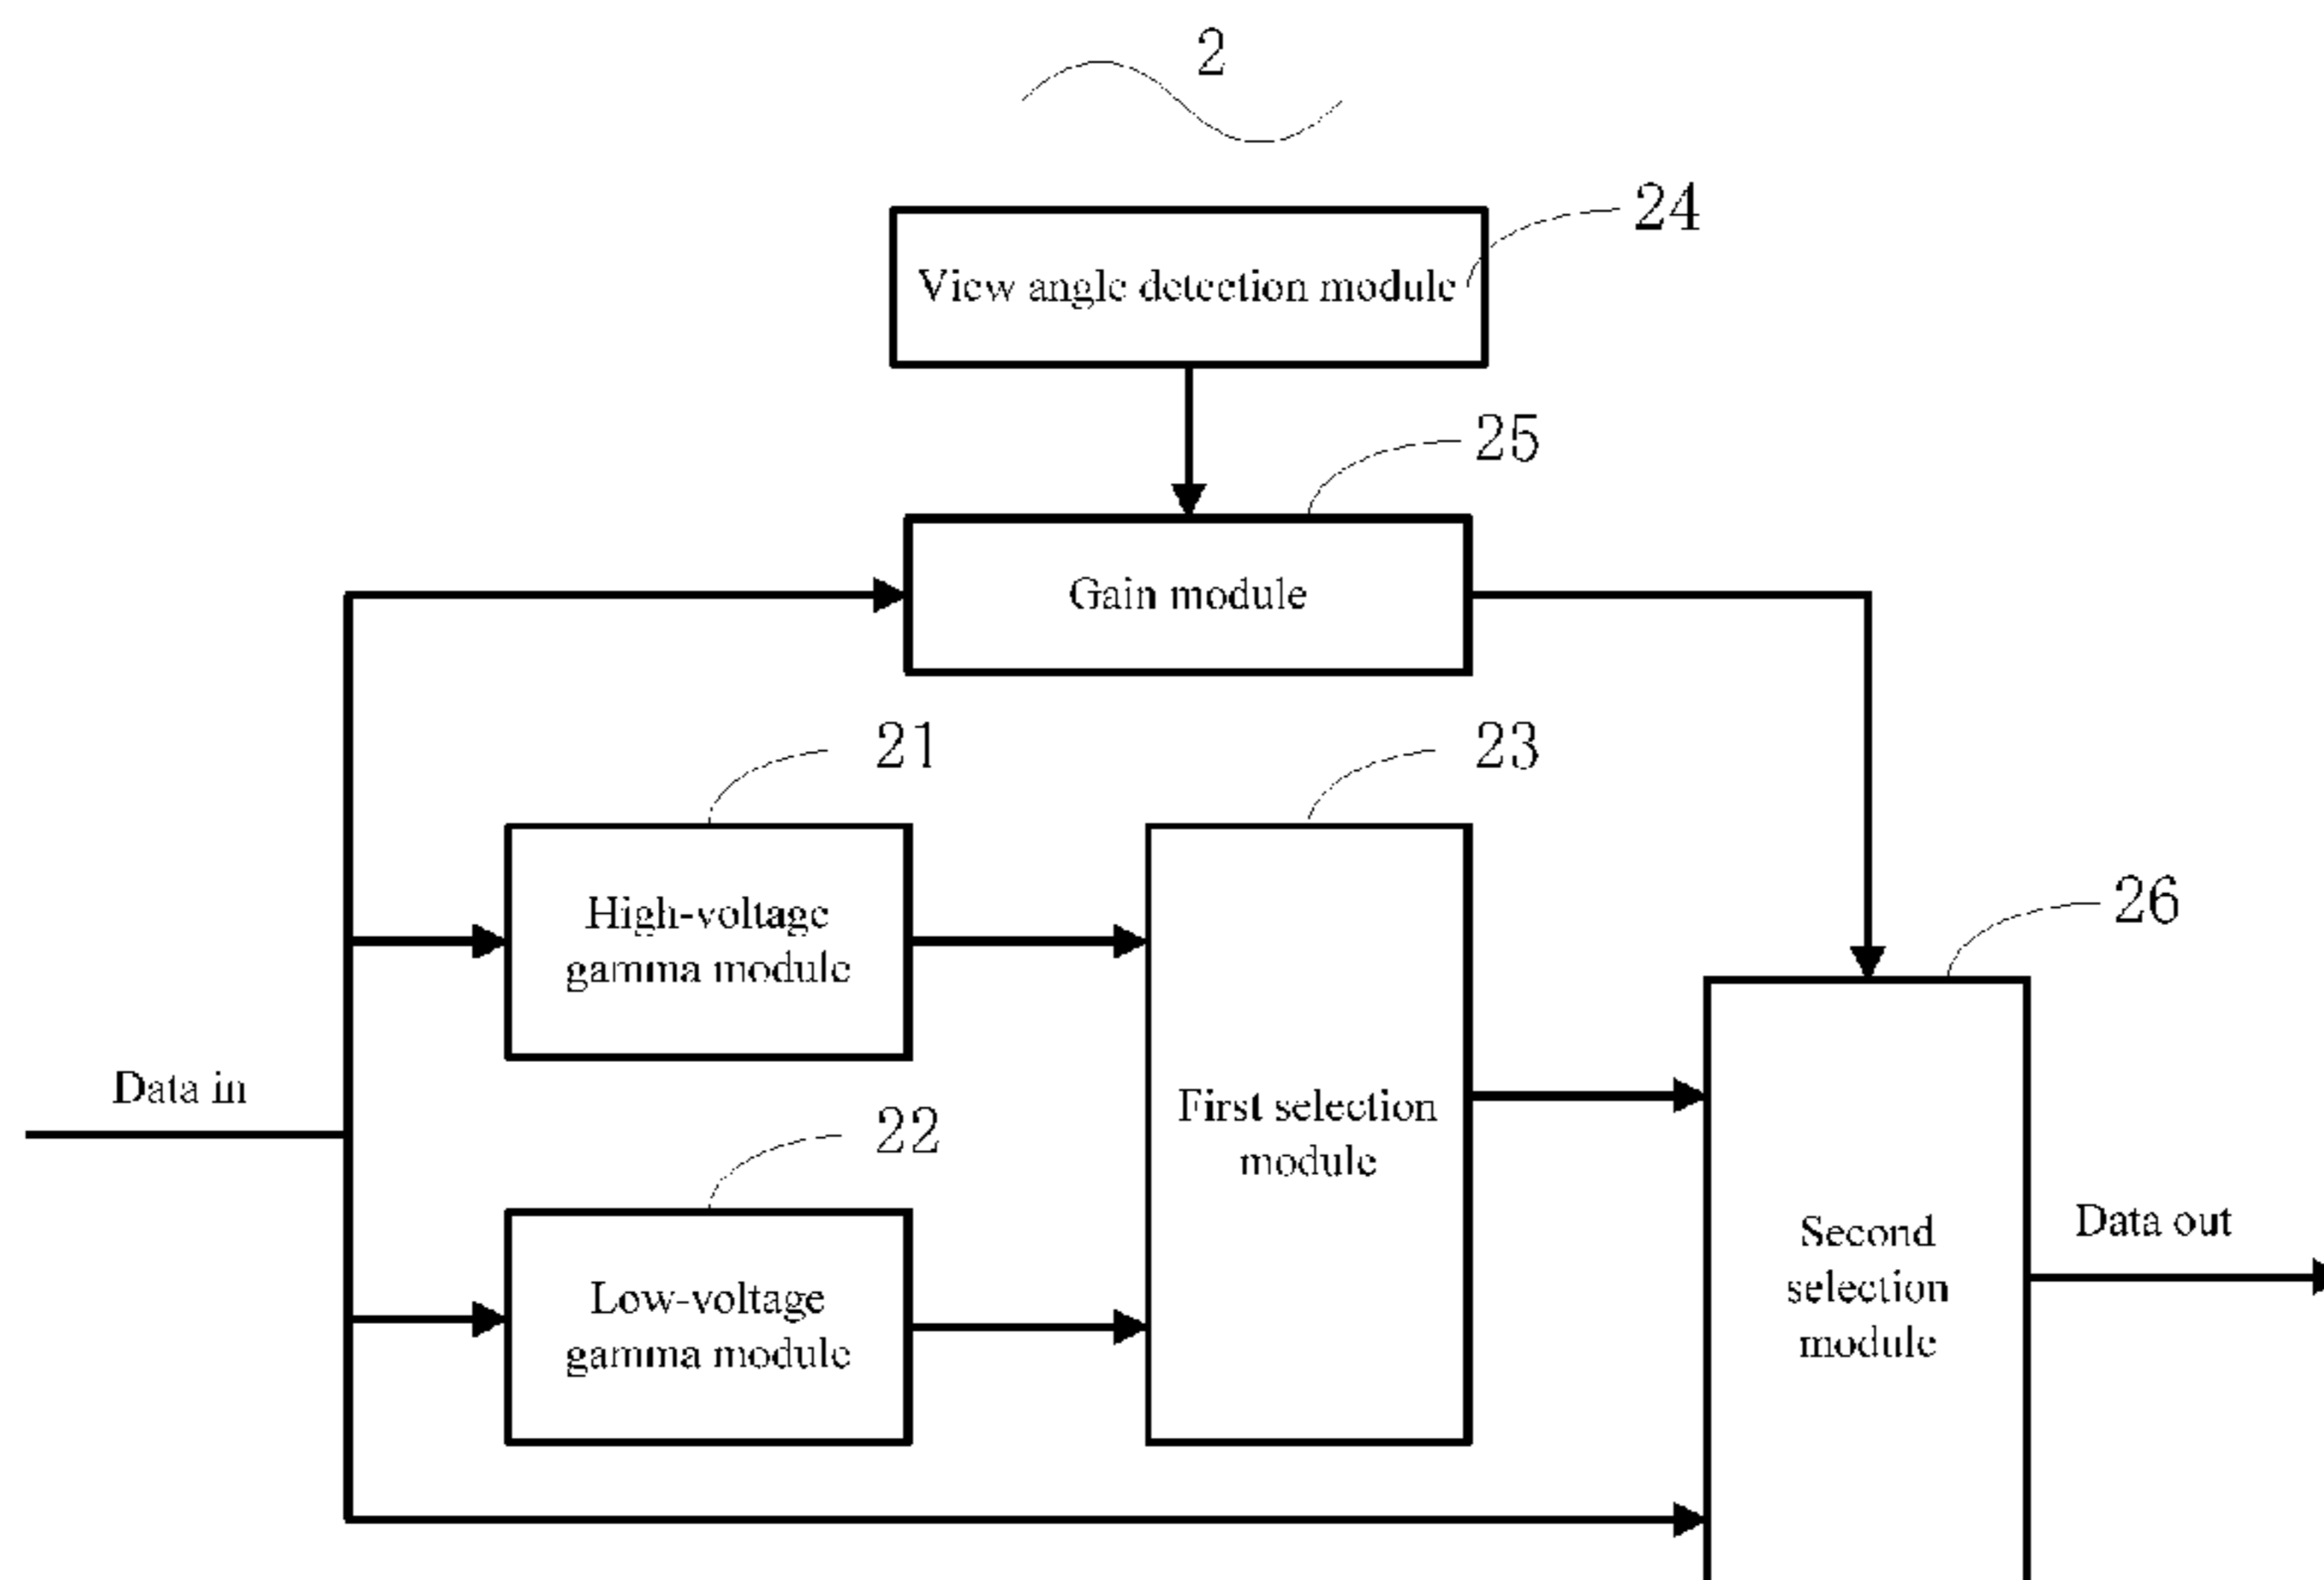 2
24
View angle detection module
25
Gain module
21
23
High-voltage
gamma module
26
Data in
22
First selection
module
Low-voltage
gamma module
Second
selection
module
Data out